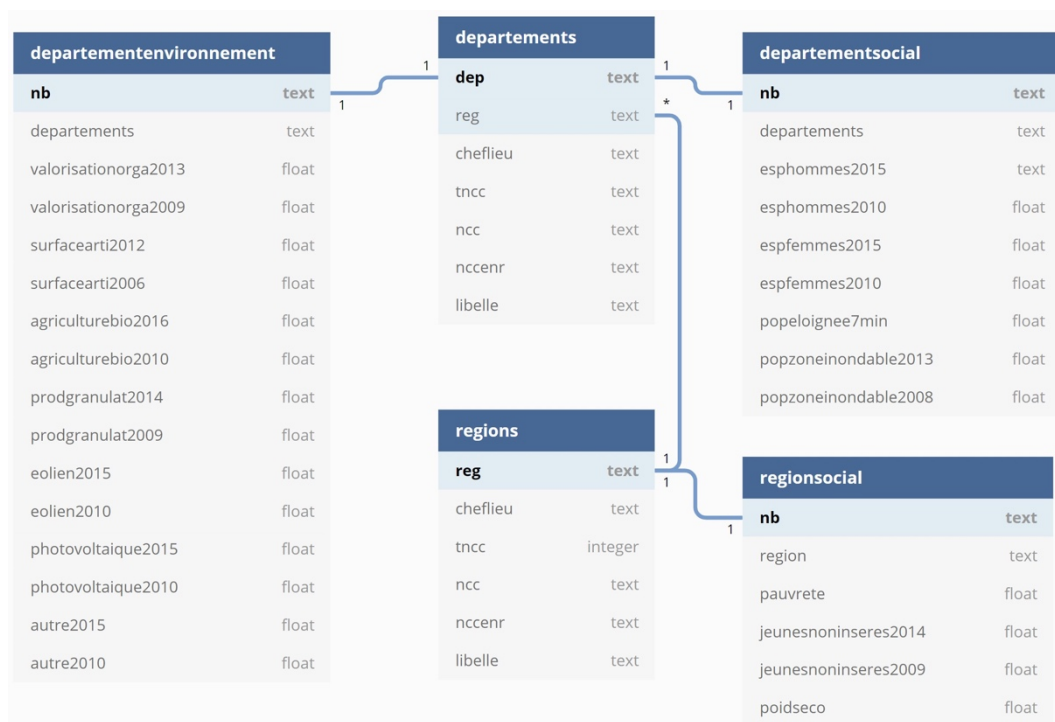 departementenvironnement
nb text
departements text
valorisationorga2013 float
valorisationorga2009 float
surfacearti2012 float
surfacearti2006 float
agriculturebio2016 float
agriculturebio2010 float
prodgranulat2014 float
prodgranulat2009 float
eolien2015 float
eolien2010 float
photovoltaique2015 float
photovoltaique2010 float
autre2015 float
autre2010 float
1
1
departements
dep text
reg text
cheflieu text
tncc text
ncc text
nccenr text
libelle text
1
*
1
departementsocial
nb text
departements text
esphommes2015 text
esphommes2010 float
espfemmes2015 float
espfemmes2010 float
popeloignee7min float
popzoneinondable2013 float
popzoneinondable2008 float
regions
reg text
cheflieu text
tncc integer
ncc text
nccenr text
libelle text
1
1
1
regionsocial
nb text
region text
pauvrete float
jeunesnoninseres2014 float
jeunesnoninseres2009 float
poidseco float